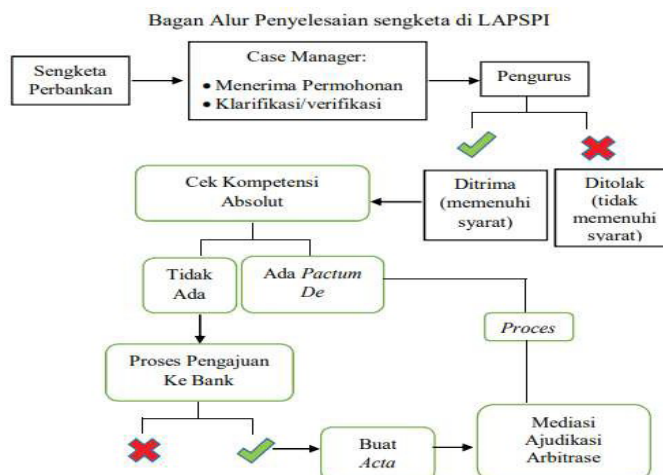 Bagan Alur Penyelesaian sengketa di LAPSPI
Sengketa
Perbankan
Case Manager:
• Menerima Permohonan
• Klarifikasi/verifikasi
Pengurus
Ditrima
(memenuhi
syarat)
Ditolak
(tidak
memenuhi
syarat)
Cek Kompetensi
Absolut
Tidak
Ada
Ada Pactum
De
Proces
Proses Pengajuan
Ke Bank
Buat
Acta
Mediasi
Ajudikasi
Arbitrase